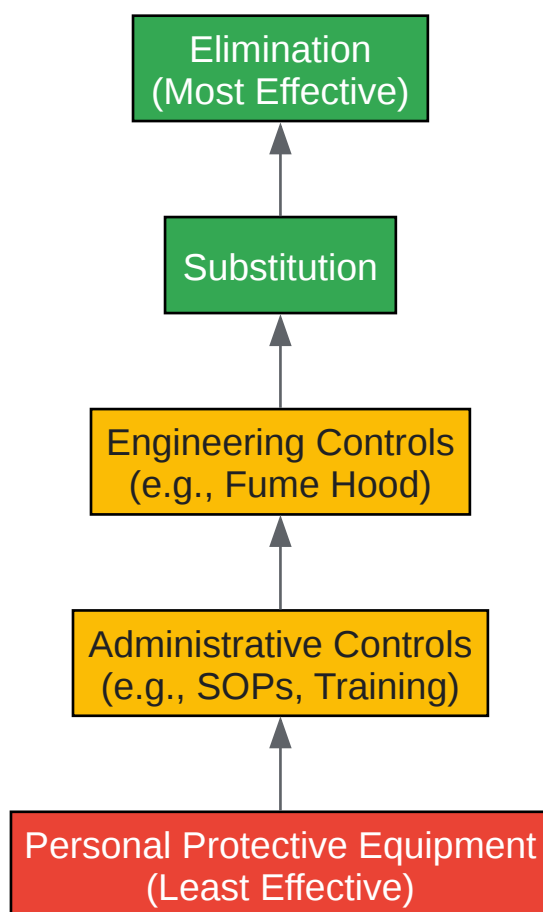 Elimination
(Most Effective)
Substitution
Engineering Controls
(e.g., Fume Hood)
Administrative Controls
(e.g., SOPs, Training)
Personal Protective Equipment
(Least Effective)